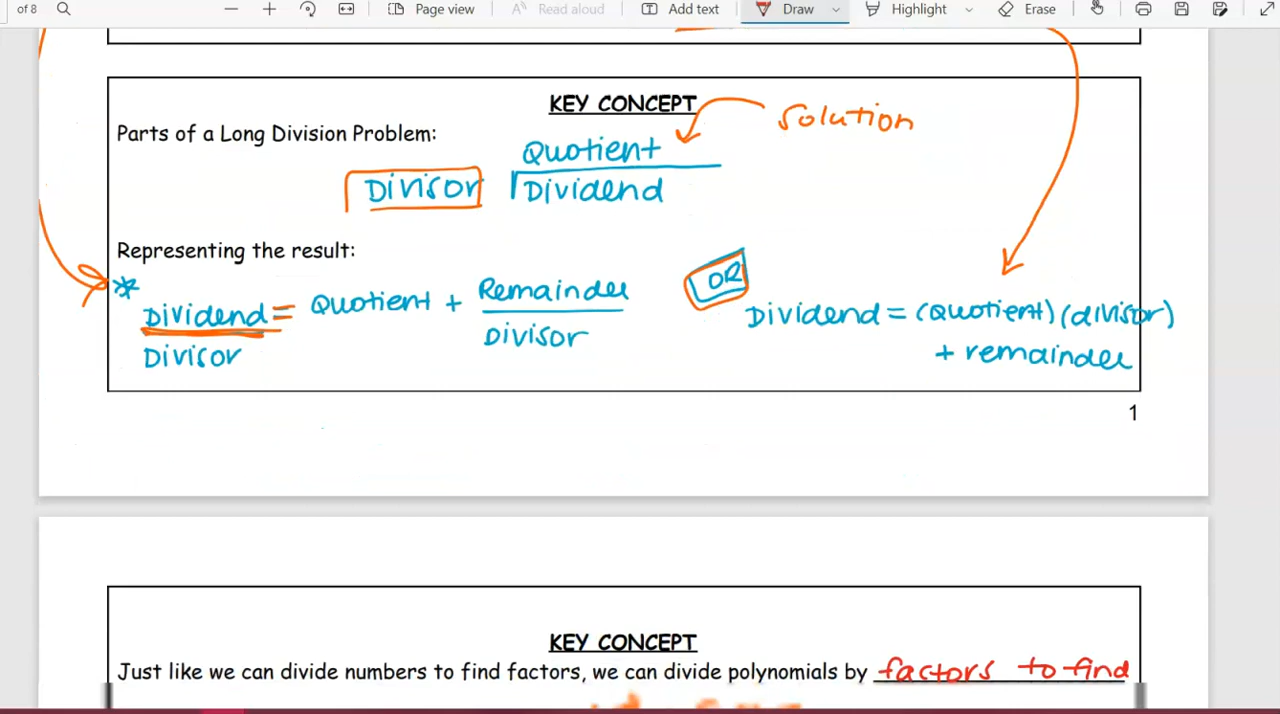 of 8 Page view Read aloud Add text Draw Highlight Erase
KEY CONCEPT
Solution
Parts of a Long Division Problem:
Quotient
Divisor Dividend
Representing the result:
* Dividend = Quotient + Remainder OR Dividend = (Quotient) (divisor)
Divisor Divisor + remainder
1
KEY CONCEPT
Just like we can divide numbers to find factors, we can divide polynomials by factors to find